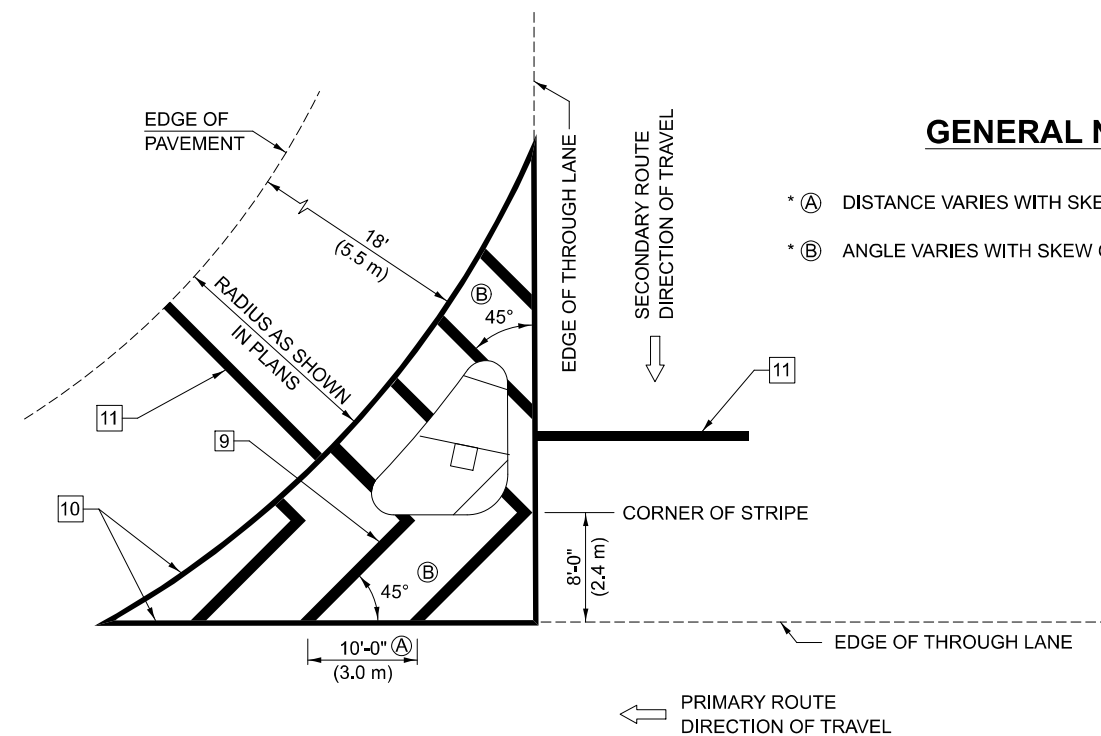 EDGE OF
PAVEMENT
18'
(5.5 m)
RADIUS AS SHOWN
IN PLANS
EDGE OF THROUGH LANE
SECONDARY ROUTE
DIRECTION OF TRAVEL
GENERAL N
* Ⓐ DISTANCE VARIES WITH SKE
* Ⓑ ANGLE VARIES WITH SKEW
Ⓑ
45°
11
11
9
10
CORNER OF STRIPE
8'-0"
(2.4 m)
Ⓑ
45°
10'-0" Ⓐ
(3.0 m)
EDGE OF THROUGH LANE
PRIMARY ROUTE
DIRECTION OF TRAVEL